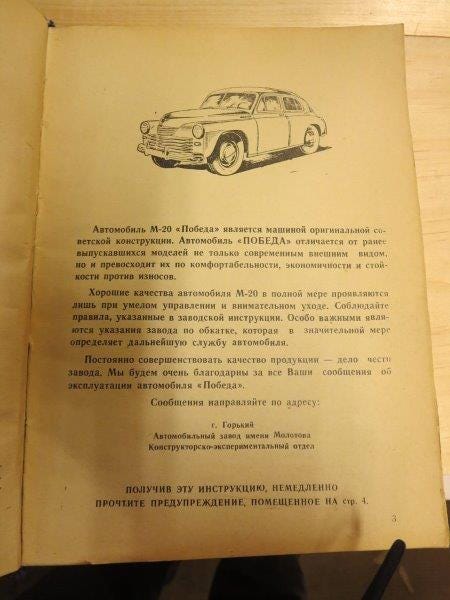 Автомобиль М-20 «Победа» является машиной оригинальной со-
ветской конструкции. Автомобиль «ПОБЕДА» отличается от ранее
выпускавшихся моделей не только современным внешним видом,
но и превосходит их по комфортабельности, экономичности и стой-
кости против износов.
Хорошие качества автомобиля М-20 в полной мере проявляются
лишь при умелом управлении и внимательном уходе. Соблюдайте
правила, указанные в заводской инструкции. Особо важными явля-
ются указания завода по обкатке, которая в значительной мере
определяет дальнейшую службу автомобиля.
Постоянно совершенствовать качество продукции — дело чести
завода. Мы будем очень благодарны за все Ваши сообщения об
эксплуатации автомобиля «Победа».
Сообщения направляйте по адресу:
г. Горький
Автомобильный завод имени Молотова
Конструкторско-экспериментальный отдел
ПОЛУЧИВ ЭТУ ИНСТРУКЦИЮ, НЕМЕДЛЕННО
ПРОЧТИТЕ ПРЕДУПРЕЖДЕНИЕ, ПОМЕЩЕННОЕ НА стр. 4.
3